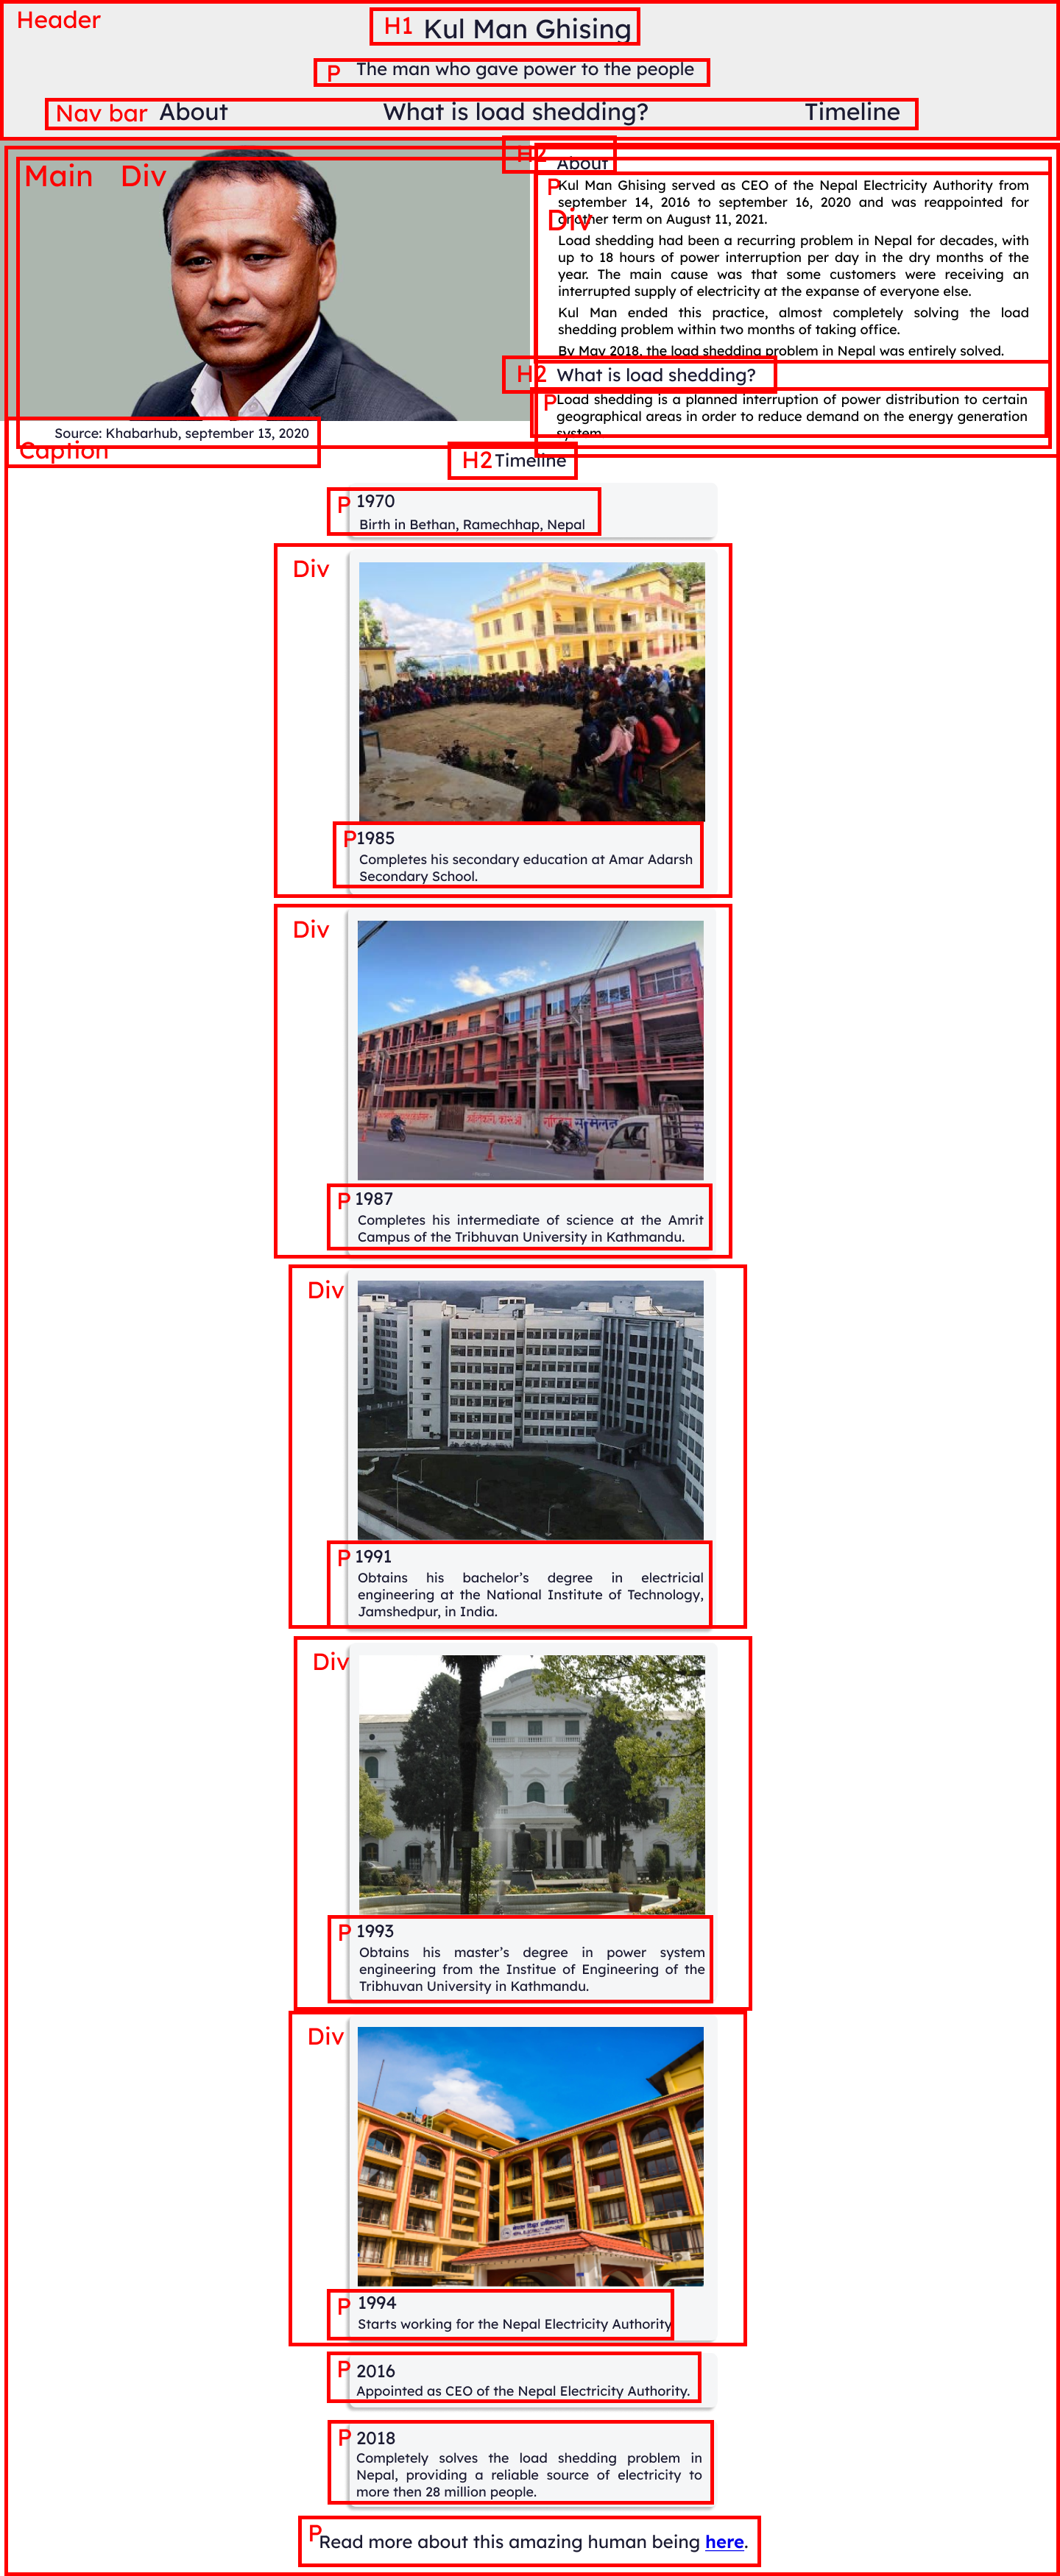 Header
H1 Kul Man Ghising
P The man who gave power to the people
Nav bar About What is load shedding? Timeline
Main Div
H2 About
P Kul Man Ghising served as CEO of the Nepal Electricity Authority from
september 14, 2016 to september 16, 2020 and was reappointed for
another term on August 11, 2021.
Div
Load shedding had been a recurring problem in Nepal for decades, with
up to 18 hours of power interruption per day in the dry months of the
year. The main cause was that some customers were receiving an
interrupted supply of electricity at the expanse of everyone else.
Kul Man ended this practice, almost completely solving the load
shedding problem within two months of taking office.
By May 2018, the load shedding problem in Nepal was entirely solved.
H2 What is load shedding?
P Load shedding is a planned interruption of power distribution to certain
geographical areas in order to reduce demand on the energy generation
system
Source: Khabarhub, september 13, 2020
Caption
H2 Timeline
P 1970
Birth in Bethan, Ramechhap, Nepal
Div
P 1985
Completes his secondary education at Amar Adarsh
Secondary School.
Div
P 1987
Completes his intermediate of science at the Amrit
Campus of the Tribhuvan University in Kathmandu.
Div
P 1991
Obtains his bachelor’s degree in electricial
engineering at the National Institute of Technology,
Jamshedpur, in India.
Div
P 1993
Obtains his master’s degree in power system
engineering from the Institue of Engineering of the
Tribhuvan University in Kathmandu.
Div
P 1994
Starts working for the Nepal Electricity Authority
P 2016
Appointed as CEO of the Nepal Electricity Authority.
P 2018
Completely solves the load shedding problem in
Nepal, providing a reliable source of electricity to
more then 28 million people.
P Read more about this amazing human being here.